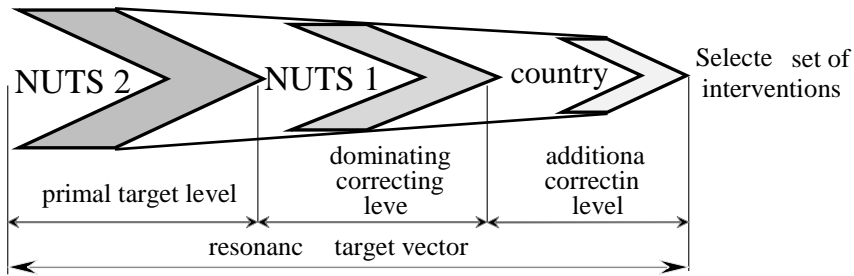 NUTS 2
NUTS 1
country
Selecte set of
interventions
primal target level
dominating
correcting
leve
additiona
correctin
level
resonanc target vector